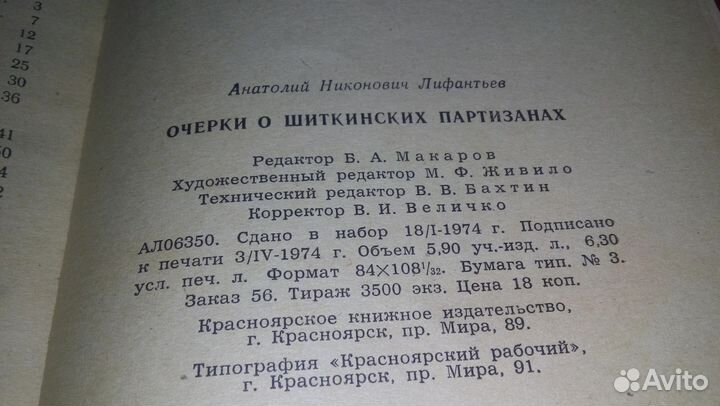 3
7
12
17
25
30
36
41
50
4
2
Анатолий Никонович Лифантьев
ОЧЕРКИ О ШИТКИНСКИХ ПАРТИЗАНАХ
Редактор Б. А. Макаров
Художественный редактор М. Ф. Живило
Технический редактор В. В. Бахтин
Корректор В. И. Величко
АЛ06350. Сдано в набор 18/I-1974 г. Подписано
к печати 3/IV-1974 г. Объем 5,90 уч.-изд. л., 6,30
усл. печ. л. Формат 84×108¹/₃₂. Бумага тип. № 3.
Заказ 56. Тираж 3500 экз. Цена 18 коп.
Красноярское книжное издательство,
г. Красноярск, пр. Мира, 89.
Типография «Красноярский рабочий»,
г. Красноярск, пр. Мира, 91.
Avito